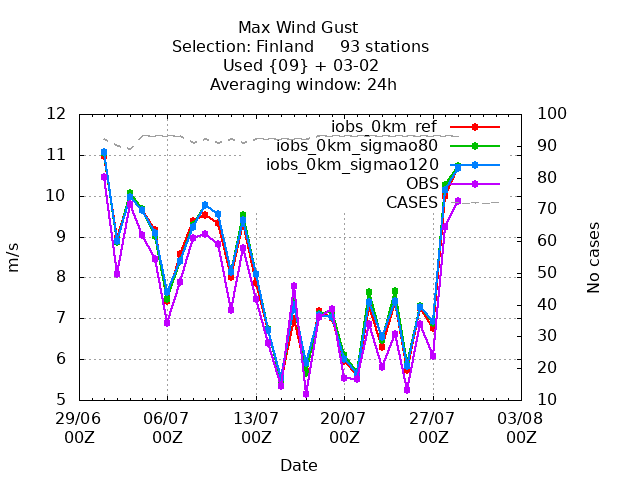 Max Wind Gust
Selection: Finland 93 stations
Used {09} + 03-02
Averaging window: 24h
12 100
iobs_0km_ref
90
iobs_0km_sigmao80
11
iobs_0km_sigmao120
80
OBS
10
CASES
70
9
60
m/s
No cases
8
50
40
7
30
6
20
5 10
29/06 06/07 13/07 20/07 27/07 03/08
00Z 00Z 00Z 00Z 00Z 00Z
Date